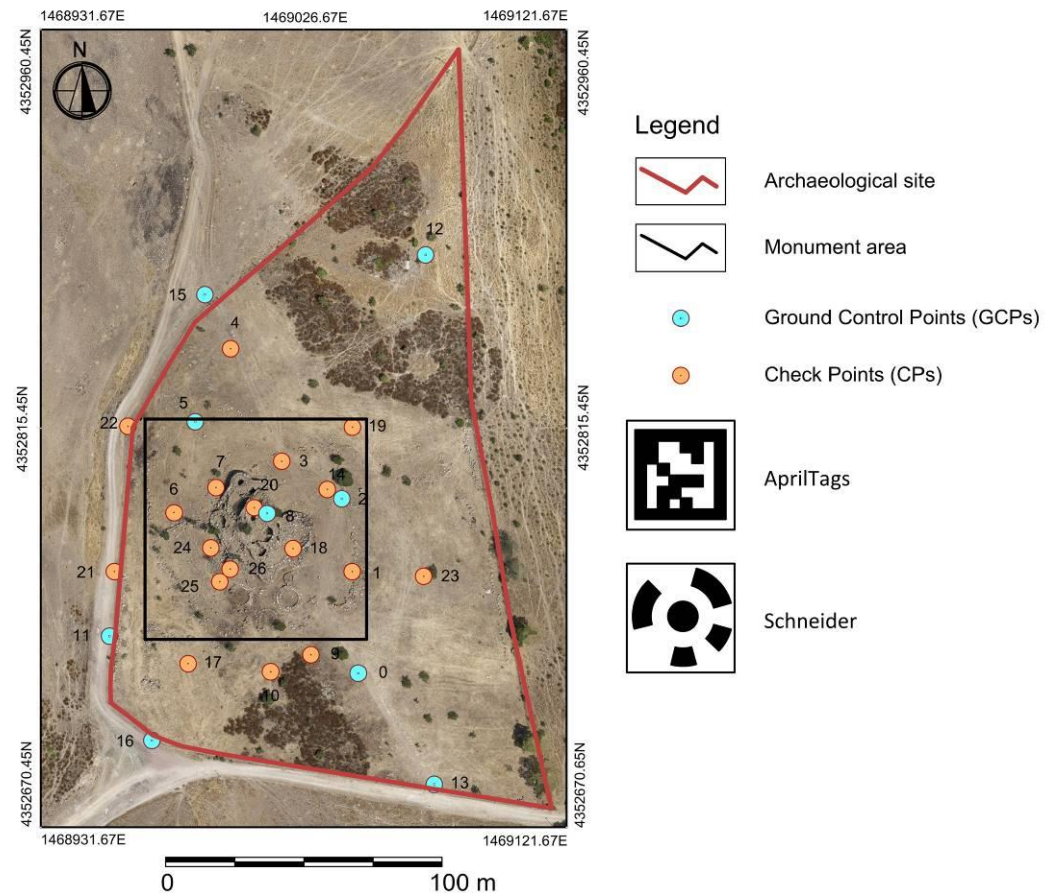 1468931.67E 1469026.67E 1469121.67E
4352960.45N
4352960.45N
N
Legend
Archaeological site
12
Monument area
15
Ground Control Points (GCPs)
4
Check Points (CPs)
4352815.45N
4352815.45N
5
22
19
3
7
14
20
AprilTags
6
2
8
24
18
26
21
1
23
25
Schneider
11
9
17
0
10
16
13
4352670.45N
4352670.65N
1468931.67E 1469121.67E
0 100 m